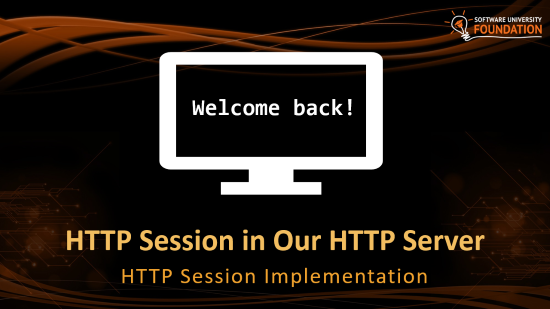 SOFTWARE UNIVERSITY
FOUNDATION
Welcome back!
HTTP Session in Our HTTP Server
HTTP Session Implementation